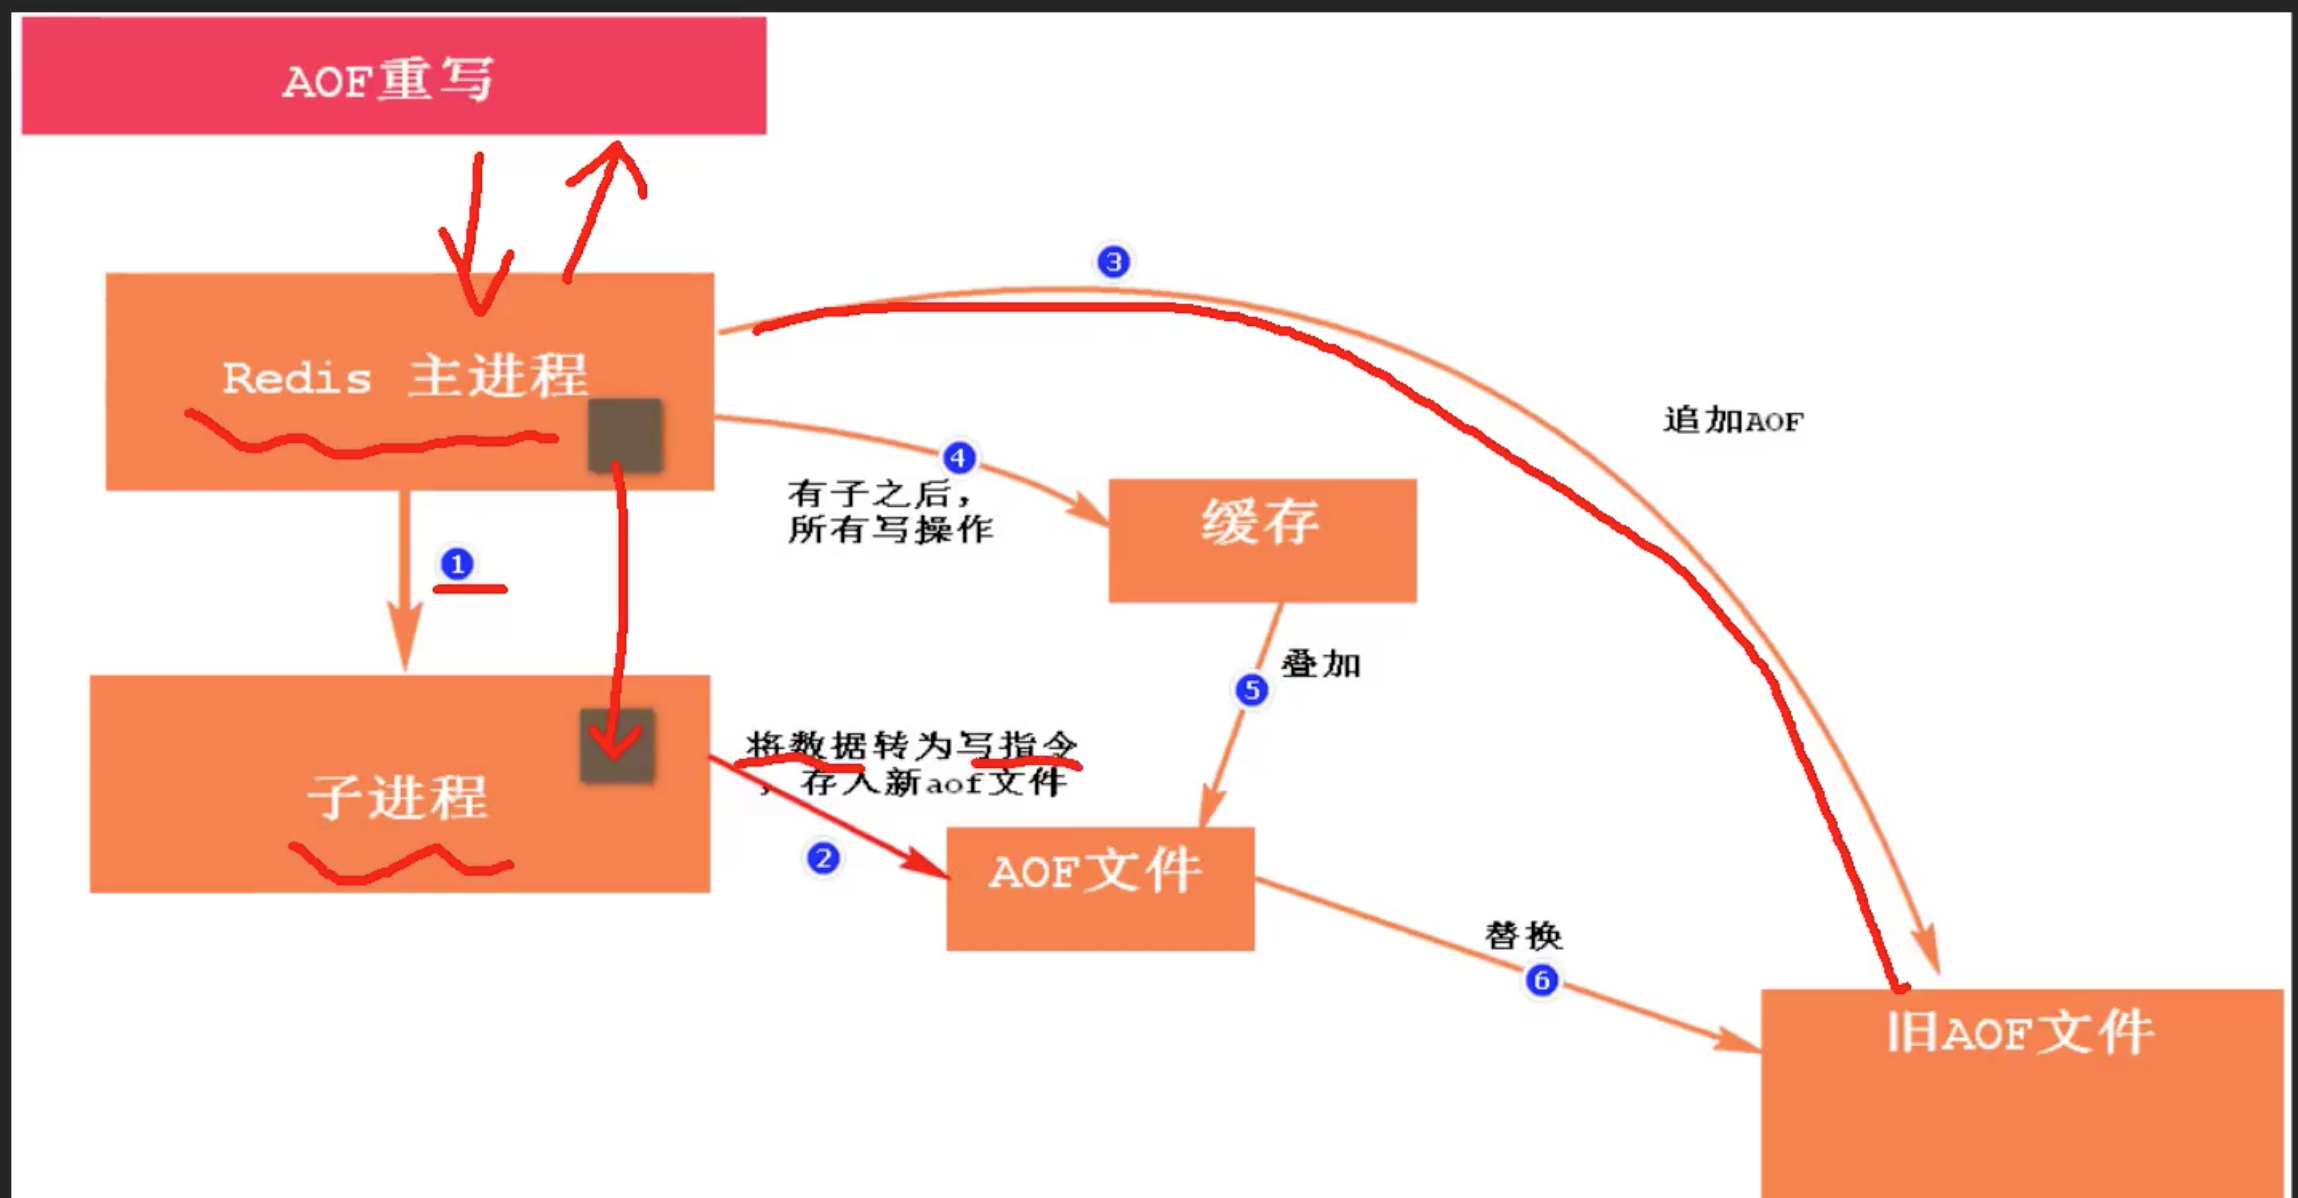 AOF重写
3
Redis 主进程
追加AOF
4
有子之后，
所有写操作
缓存
1
叠加
5
将数据转为写指令
，存入新aof文件
子进程
2
AOF文件
替换
6
旧AOF文件